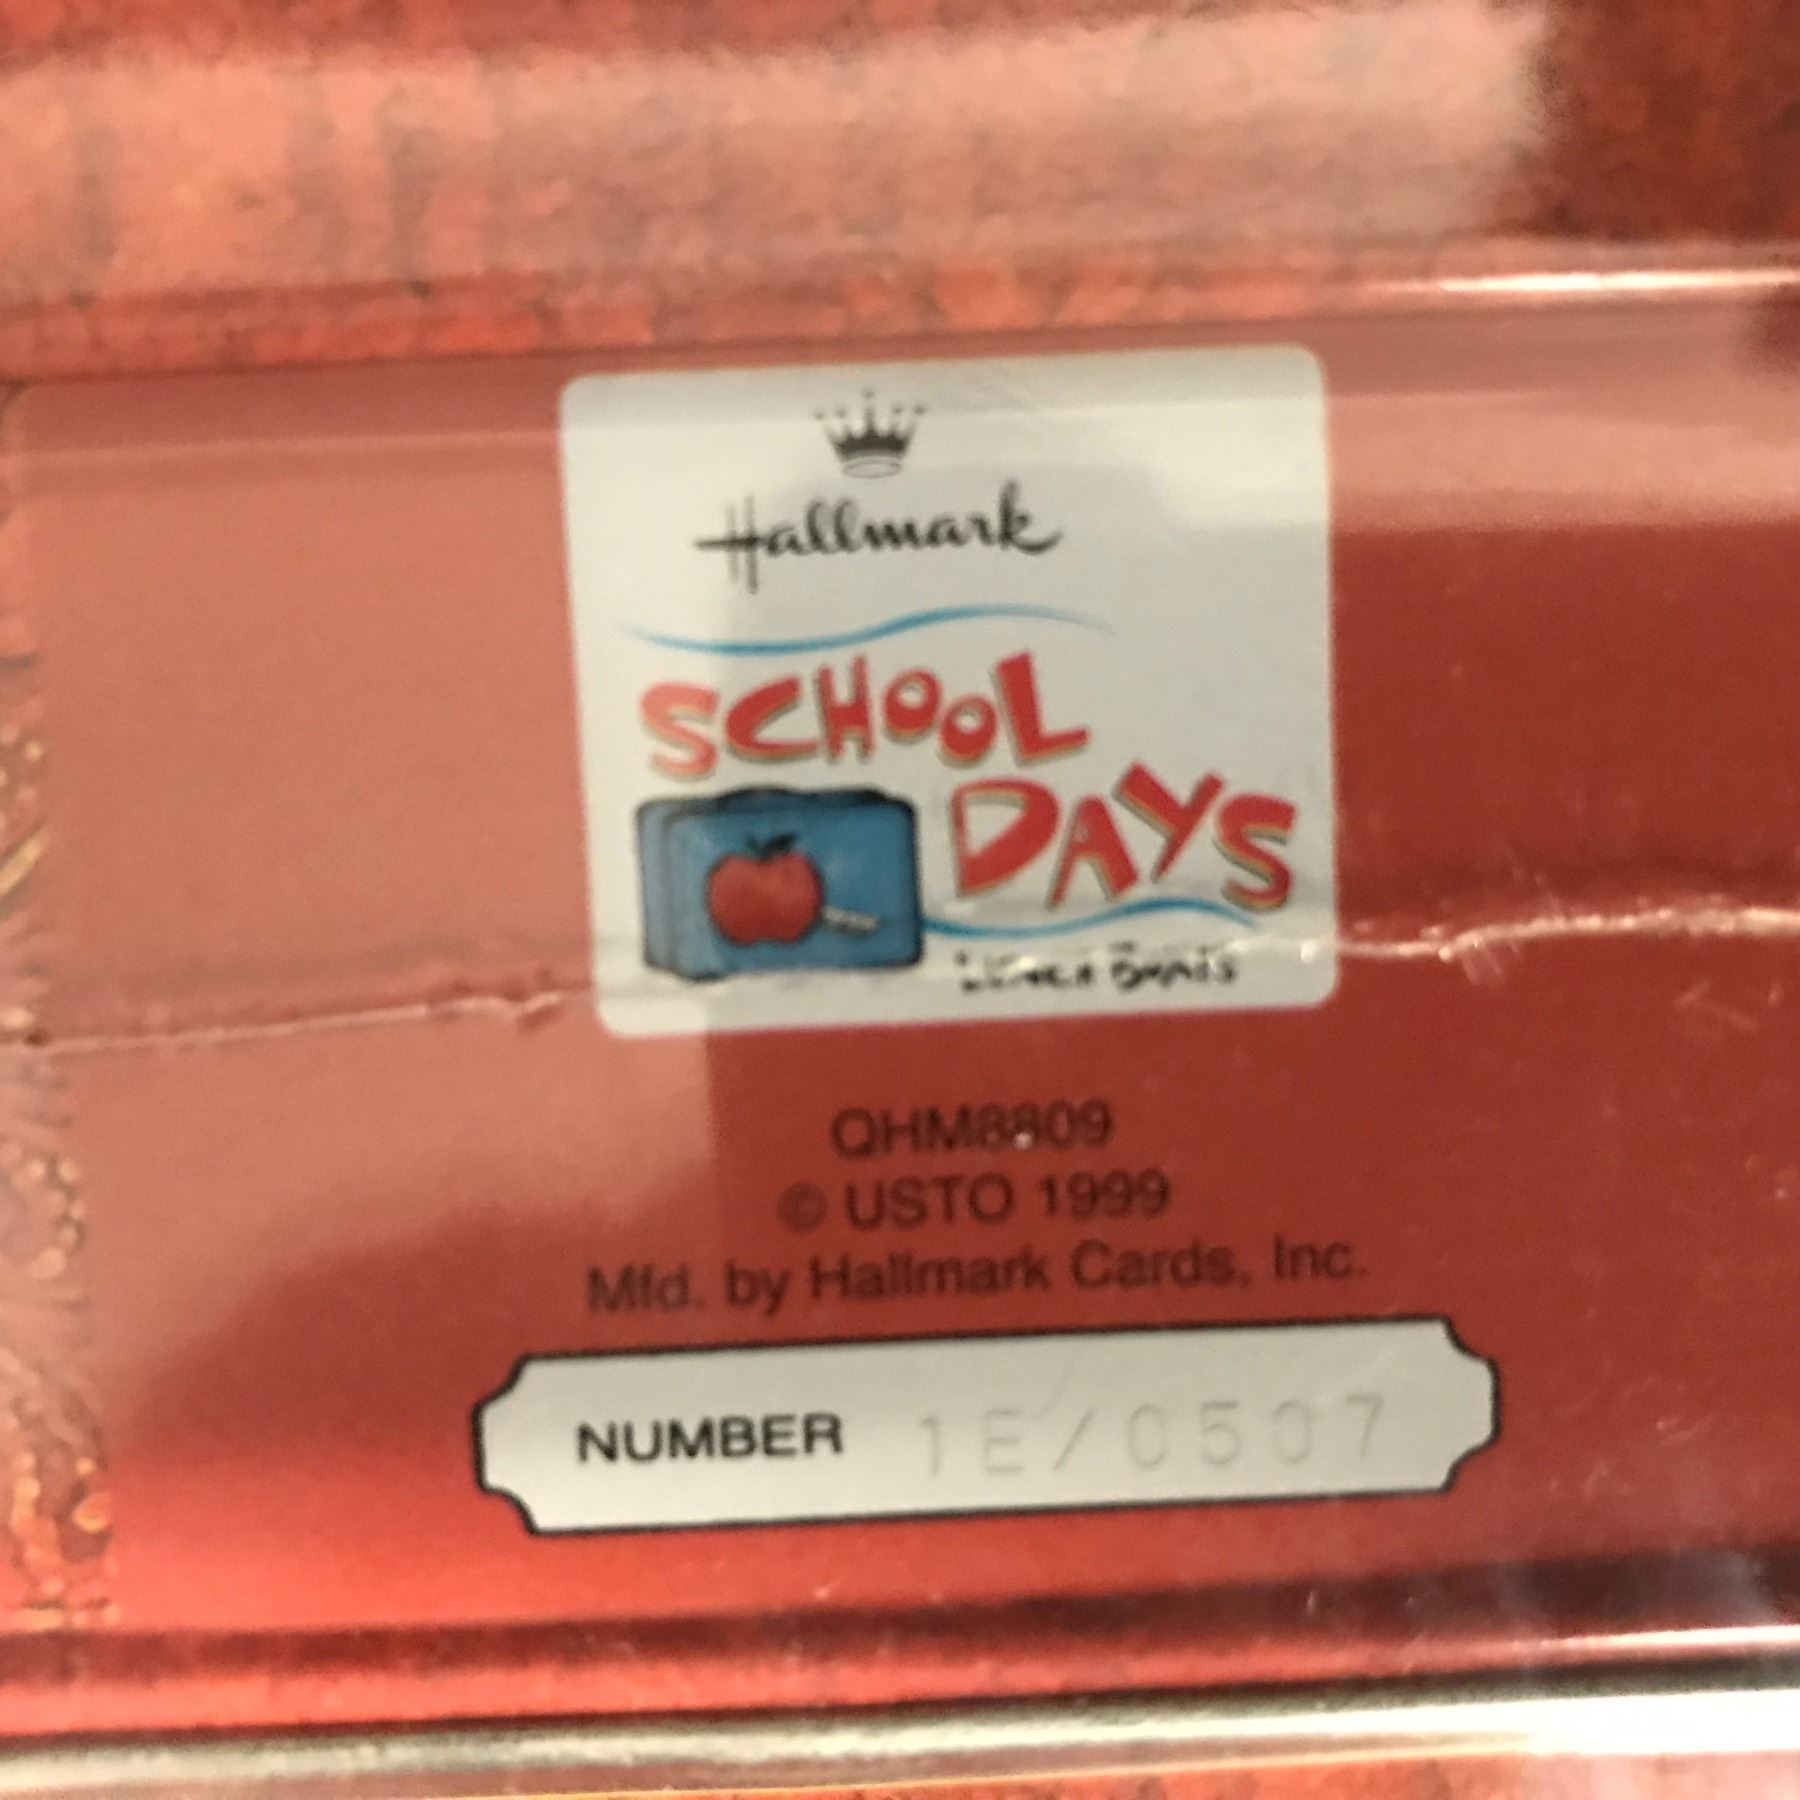 Hallmark
SCHOOL
DAYS
QHM8809
© USTO 1999
Mfd. by Hallmark Cards, Inc.
NUMBER 1E/0507